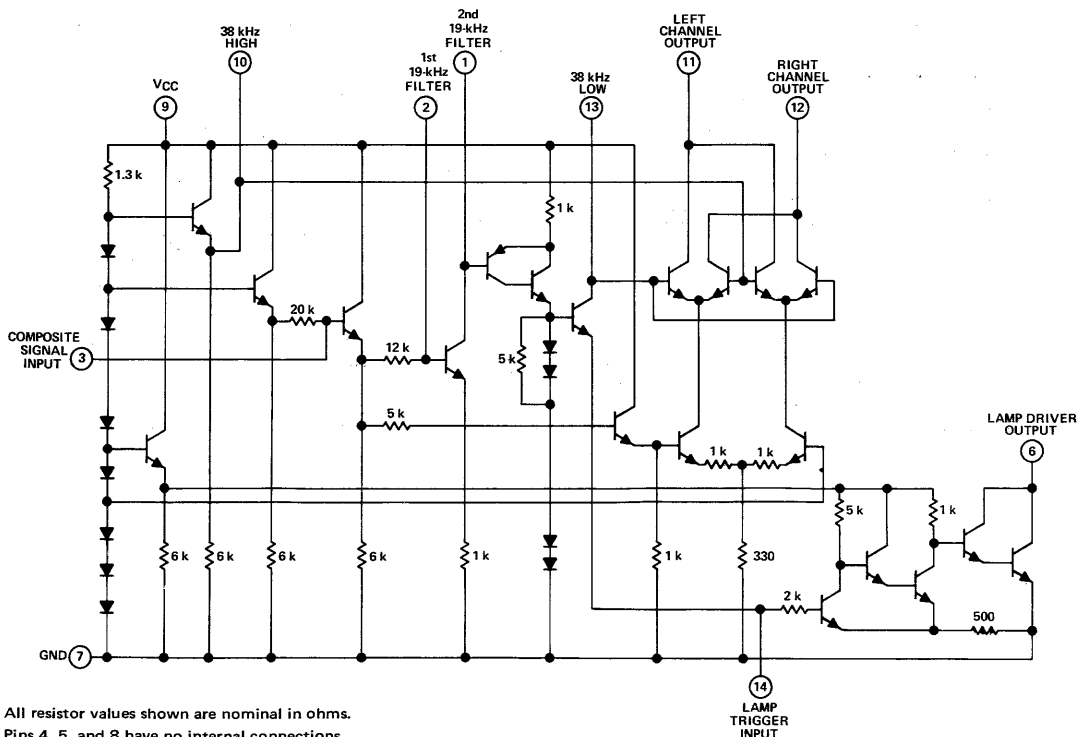 2nd
19-kHz
FILTER
1
LEFT
CHANNEL
OUTPUT
11
38 kHz
HIGH
10
1st
19-kHz
FILTER
2
38 kHz
LOW
13
RIGHT
CHANNEL
OUTPUT
12
VCC
9
1.3 k
1 k
20 k
COMPOSITE
SIGNAL
INPUT
3
12 k
5 k
5 k
1 k
1 k
LAMP DRIVER
OUTPUT
6
5 k
1 k
6 k
6 k
6 k
6 k
1 k
1 k
330
2 k
500
GND 7
14
LAMP
TRIGGER
INPUT
All resistor values shown are nominal in ohms.
Pins 4, 5, and 8 have no internal connections.